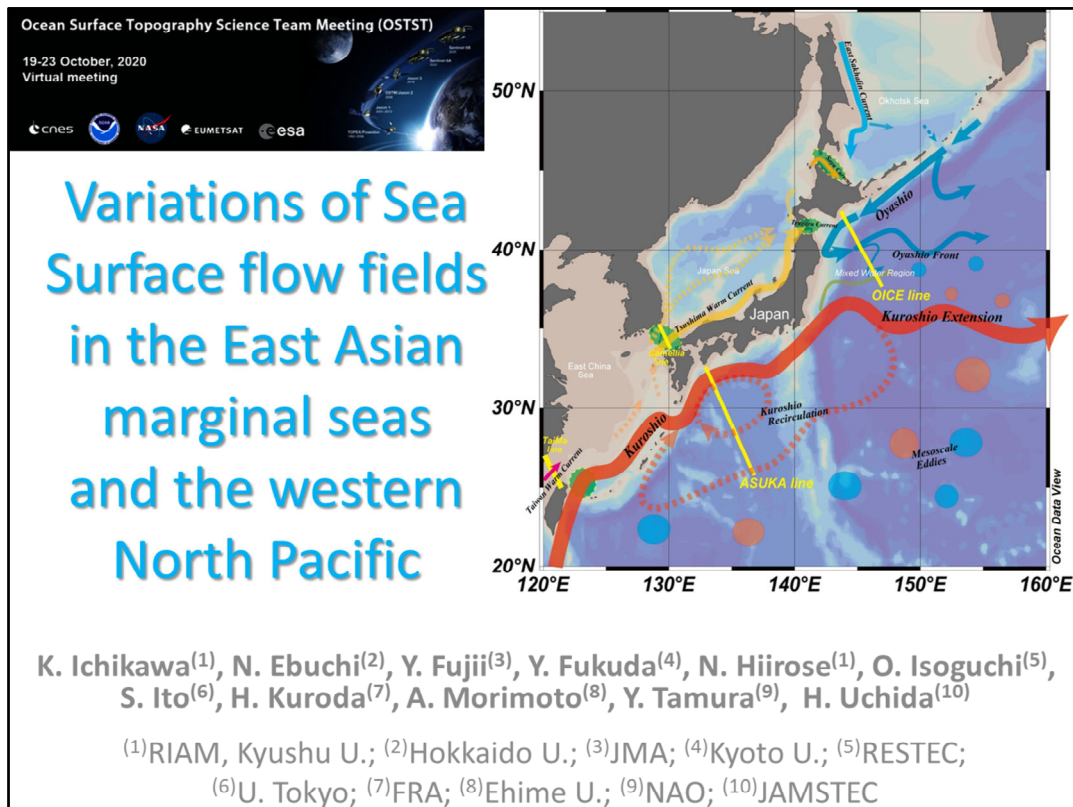 Ocean Surface Topography Science Team Meeting (OSTST)
19-23 October, 2020
Virtual meeting
cnes
NASA
EUMETSAT
esa
Variations of Sea
Surface flow fields
in the East Asian
marginal seas
and the western
North Pacific
50°N
40°N
30°N
20°N
120°E
130°E
140°E
150°E
160°E
East Sakhalin Current
Okhotsk Sea
Oyashio
Oyashio Front
Mixed Water Region
OICE line
Japan Sea
Tsushima Warm Current
Japan
Kuroshio Extension
East China
Sea
Kuroshio
Kuroshio
Recirculation
Mesoscale
Eddies
ASUKA line
Taiwan Warm Current
Ocean Data View
K. Ichikawa(1), N. Ebuchi(2), Y. Fujii(3), Y. Fukuda(4), N. Hiirose(1), O. Isoguchi(5),
S. Ito(6), H. Kuroda(7), A. Morimoto(8), Y. Tamura(9), H. Uchida(10)
(1)RIAM, Kyushu U.; (2)Hokkaido U.; (3)JMA; (4)Kyoto U.; (5)RESTEC;
(6)U. Tokyo; (7)FRA; (8)Ehime U.; (9)NAO; (10)JAMSTEC